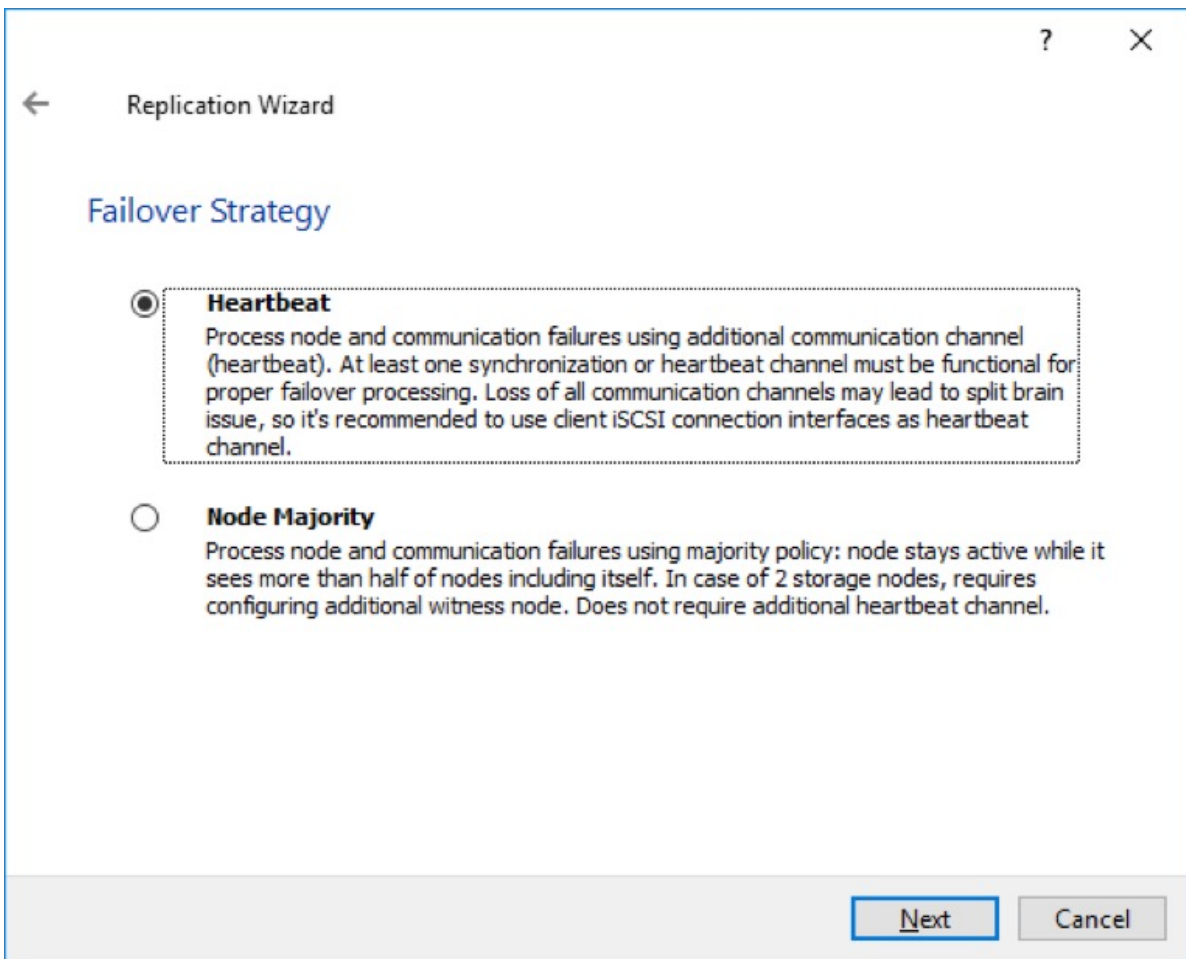 ?
Replication Wizard
Failover Strategy
Heartbeat
Process node and communication failures using additional communication channel
(heartbeat). At least one synchronization or heartbeat channel must be functional for
proper failover processing. Loss of all communication channels may lead to split brain
issue, so it's recommended to use client iSCSI connection interfaces as heartbeat
channel.
Node Majority
Process node and communication failures using majority policy: node stays active while it
sees more than half of nodes including itself. In case of 2 storage nodes, requires
configuring additional witness node. Does not require additional heartbeat channel.
Next Cancel